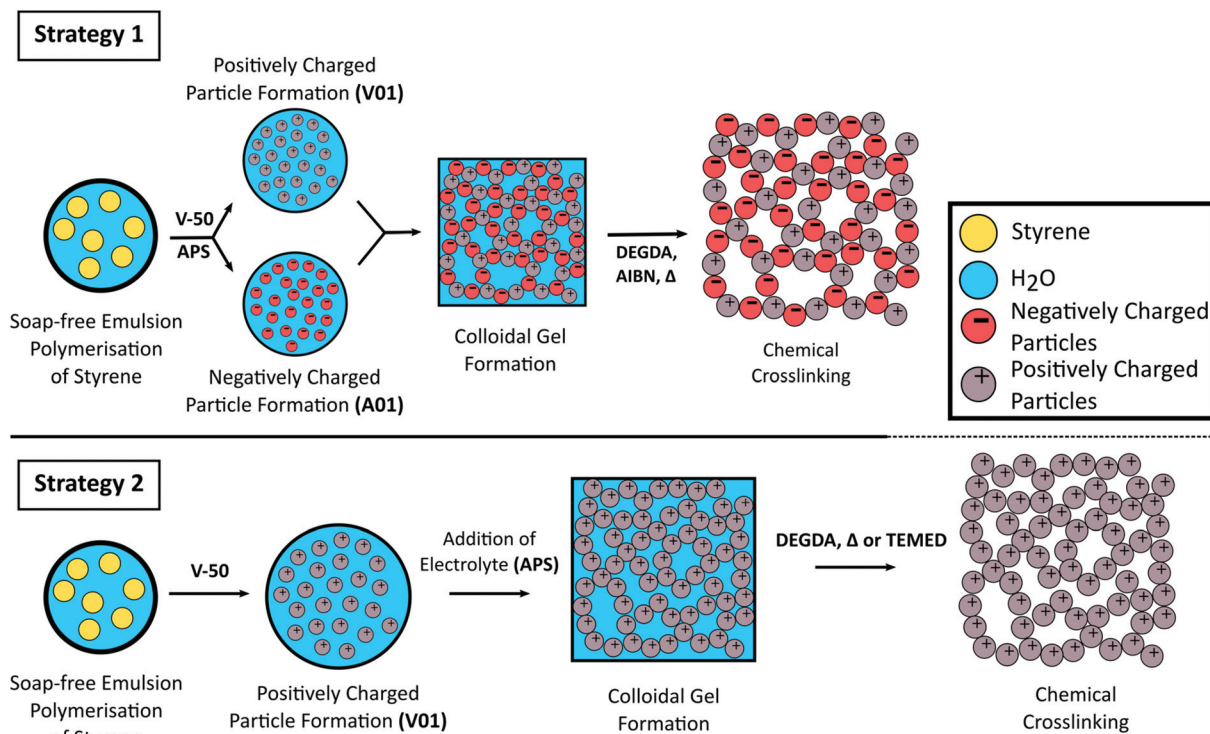 Strategy 1
Positively Charged
Particle Formation (V01)
V-50
APS
Soap-free Emulsion
Polymerisation
of Styrene
Negatively Charged
Particle Formation (A01)
Colloidal Gel
Formation
DEGDA,
AIBN, Δ
Chemical
Crosslinking
Styrene
H₂O
Negatively Charged
Particles
Positively Charged
Particles
Strategy 2
V-50
Soap-free Emulsion
Polymerisation
Positively Charged
Particle Formation (V01)
Addition of
Electrolyte (APS)
Colloidal Gel
Formation
DEGDA, Δ or TEMED
Chemical
Crosslinking